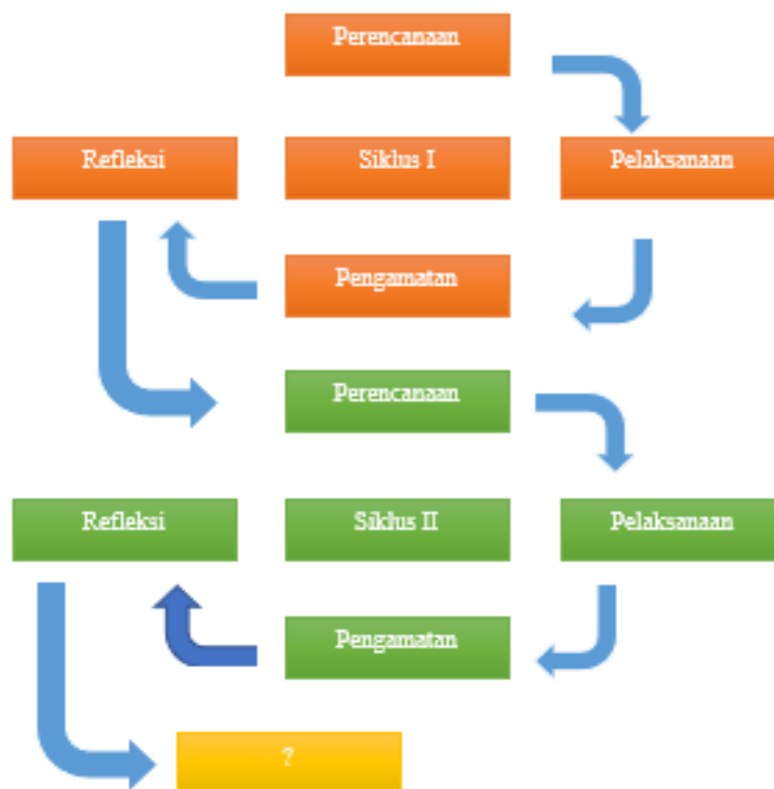 Perencanaan
Refleksi
Siklus I
Pelaksanaan
Pengamatan
Perencanaan
Refleksi
Siklus II
Pelaksanaan
Pengamatan
?